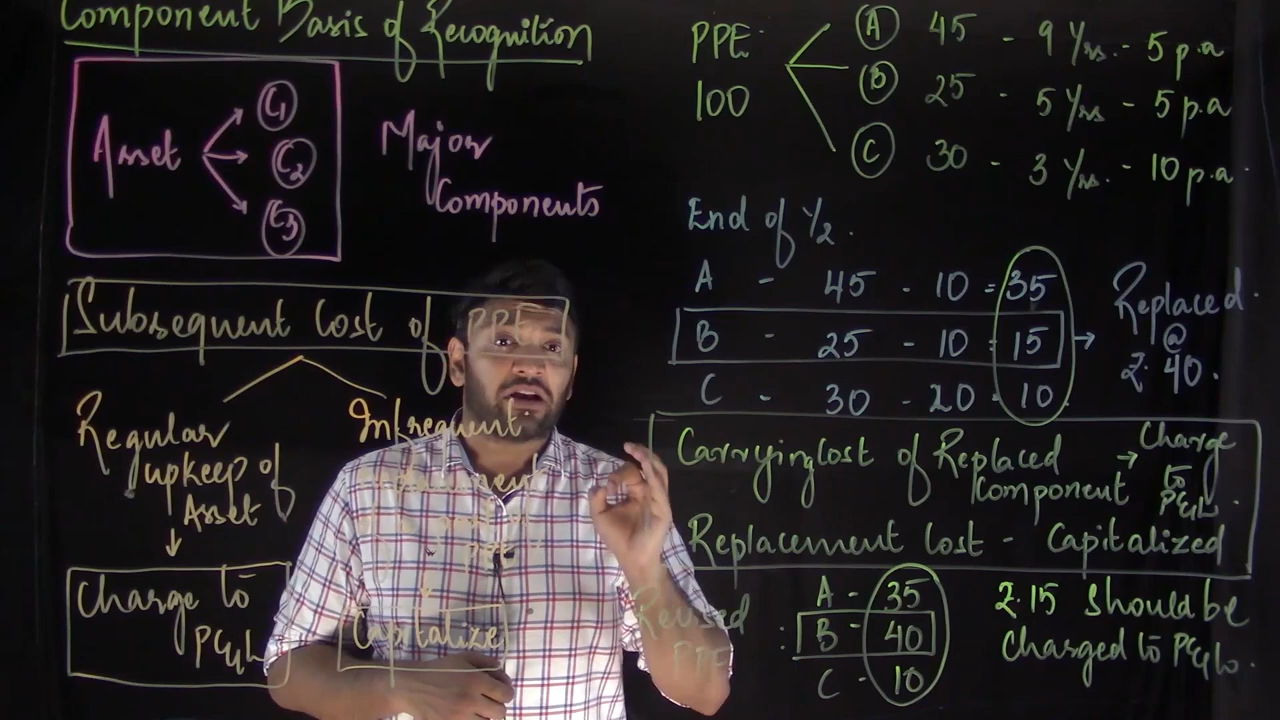 Component Basis of Recognition
Asset
C1
C2
C3
Major
Components
Subsequent Cost of PPE
Regular
upkeep of
Asset
Charge to
P&L
Infrequent
Capitalize
PPE
100
A 45 - 9 Yrs. - 5 p.a
B 25 - 5 Yrs - 5 p.a
C 30 - 3 Yrs. - 10 p.a.
End of Y2.
A - 45 - 10 = 35
B - 25 - 10 = 15 → Replaced @ 2. 40.
C - 30 - 20 = 10
Carrying Cost of Replaced
Component → Charge to P&L.
Replacement Cost - Capitalized
Revised
PPE :
A - 35
B - 40
C - 10
2.15 should be
charged to P&L.